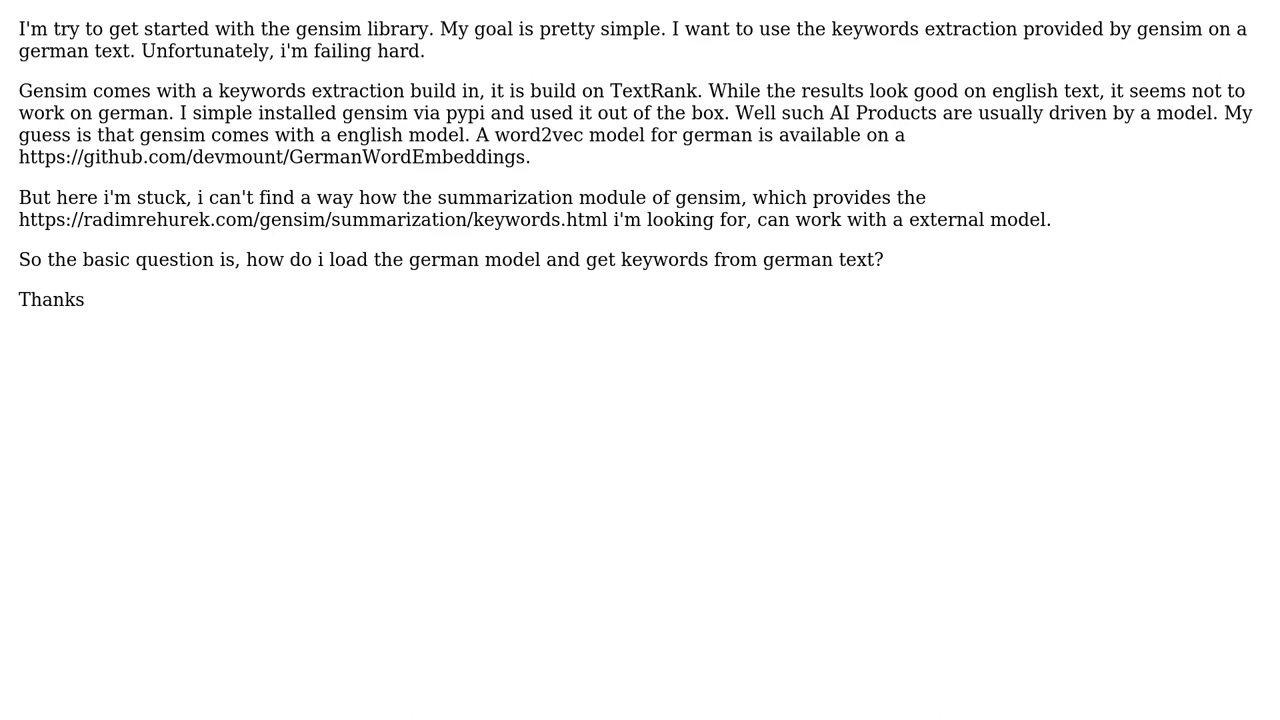 I'm try to get started with the gensim library. My goal is pretty simple. I want to use the keywords extraction provided by gensim on a
german text. Unfortunately, i'm failing hard.
Gensim comes with a keywords extraction build in, it is build on TextRank. While the results look good on english text, it seems not to
work on german. I simple installed gensim via pypi and used it out of the box. Well such AI Products are usually driven by a model. My
guess is that gensim comes with a english model. A word2vec model for german is available on a
https://github.com/devmount/GermanWordEmbeddings.
But here i'm stuck, i can't find a way how the summarization module of gensim, which provides the
https://radimrehurek.com/gensim/summarization/keywords.html i'm looking for, can work with a external model.
So the basic question is, how do i load the german model and get keywords from german text?
Thanks